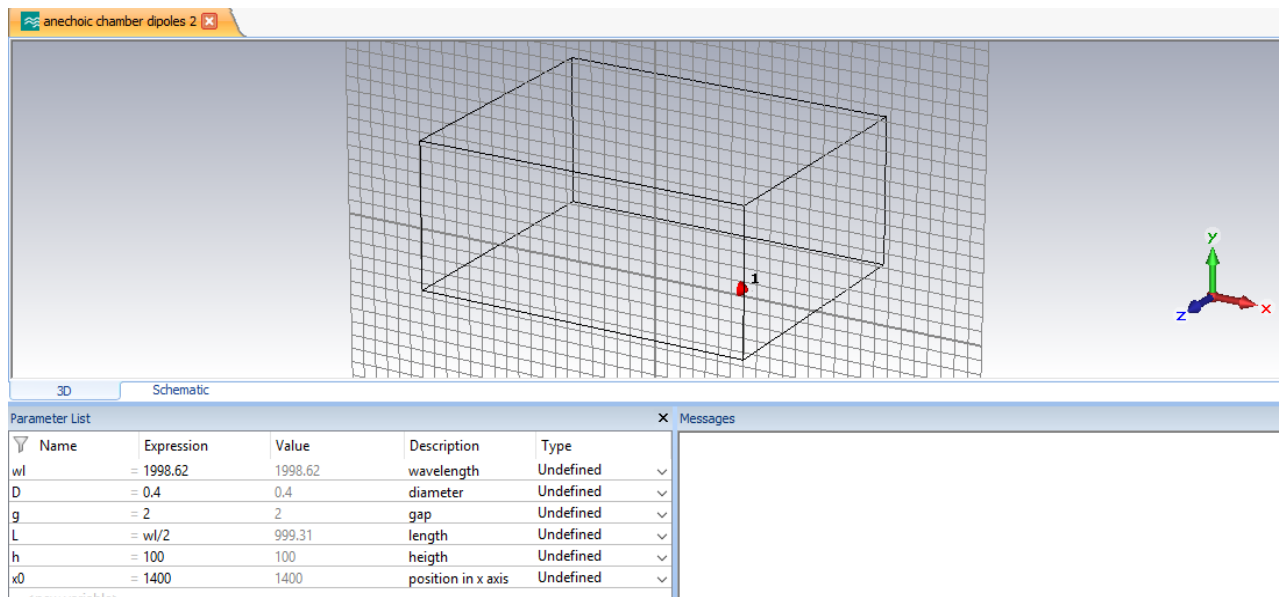 anechoic chamber dipoles 2
1
y
z
x
3D Schematic
Parameter List
Messages
Name Expression Value Description Type
wl = 1998.62 1998.62 wavelength Undefined
D = 0.4 0.4 diameter Undefined
g = 2 2 gap Undefined
L = wl/2 999.31 length Undefined
h = 100 100 heigth Undefined
x0 = 1400 1400 position in x axis Undefined